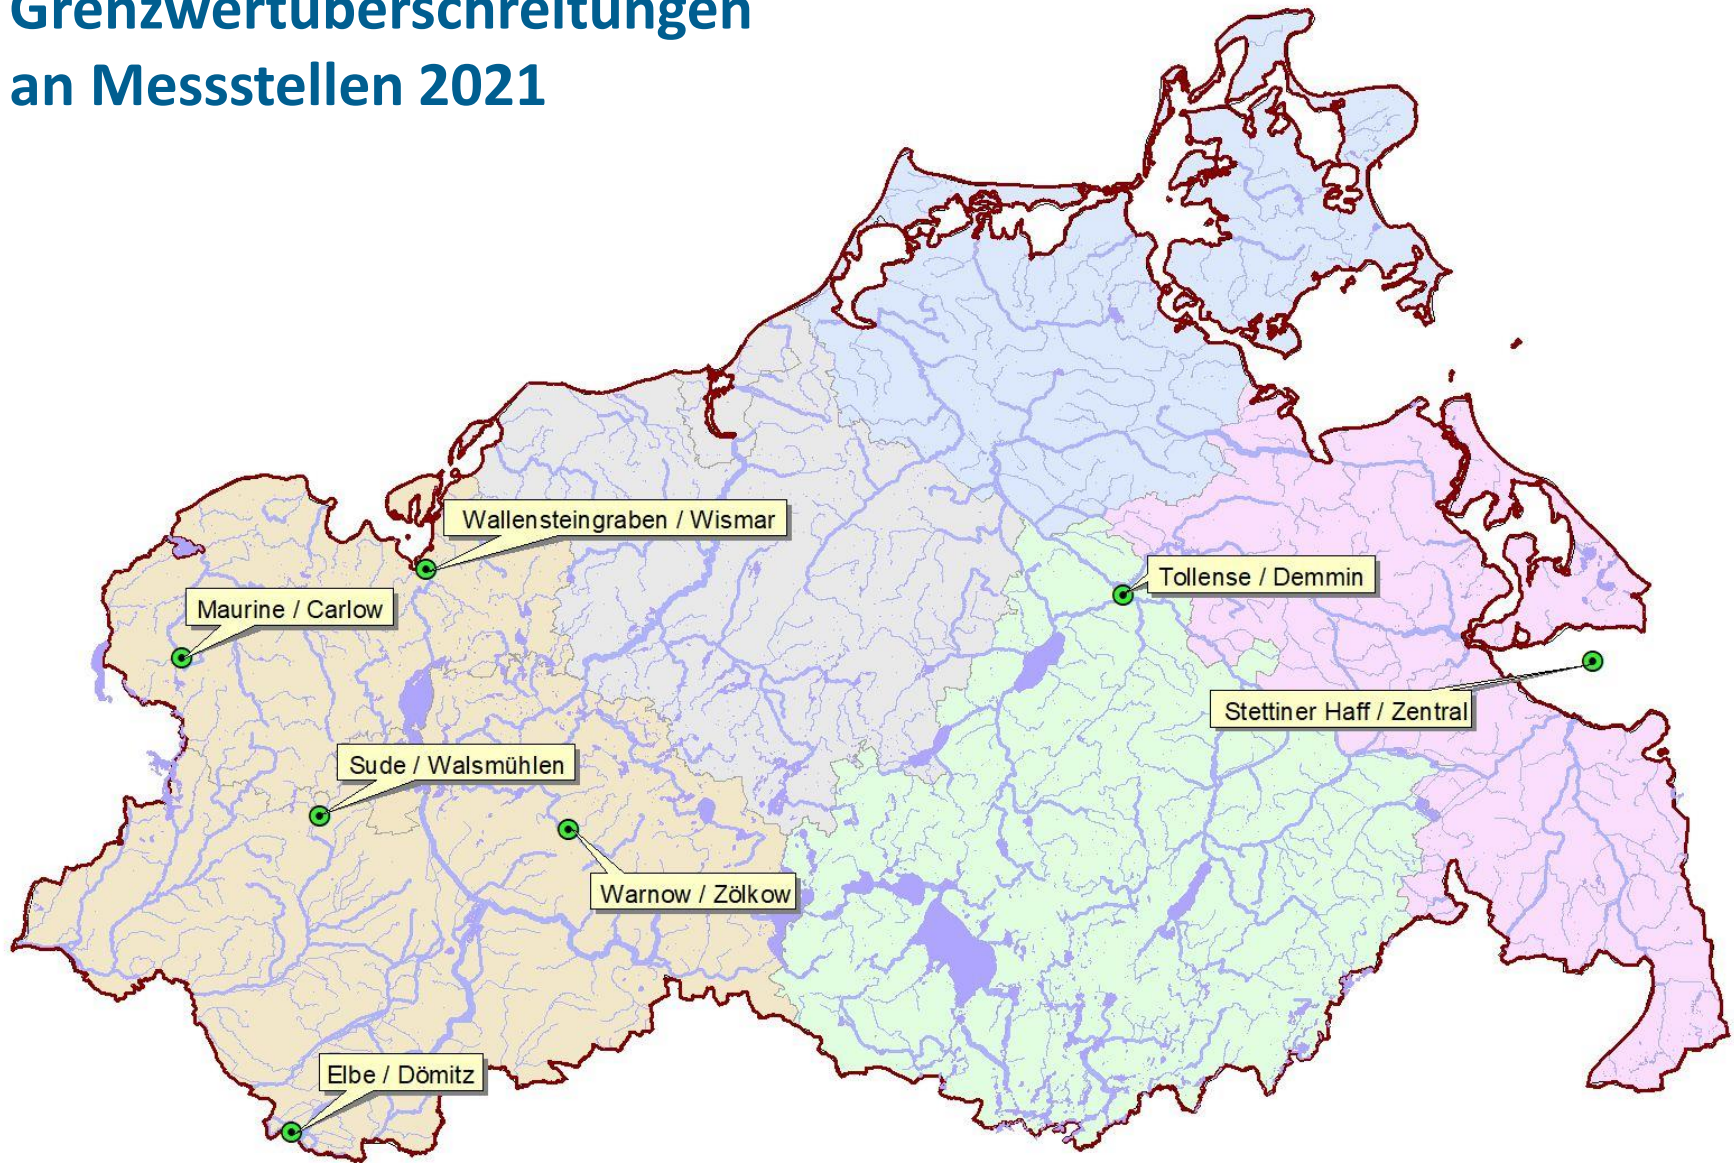 Grenzwertüberschreitungen
an Messstellen 2021
Wallensteingraben / Wismar
Tollense / Demmin
Maurine / Carlow
Stettiner Haff / Zentral
Sude / Walsmühlen
Warnow / Zölkow
Elbe / Dömitz